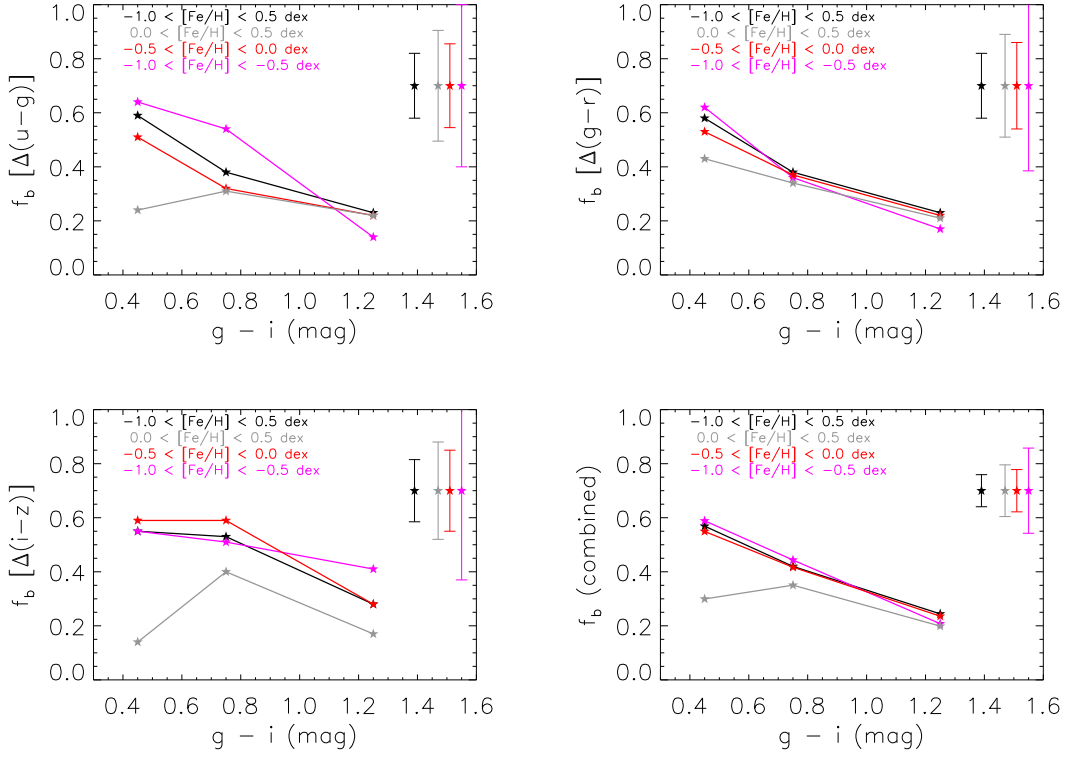 f_b [Δ(u−g)]
1.0
0.8
0.6
0.4
0.2
0.0
−1.0 < [Fe/H] < 0.5 dex
0.0 < [Fe/H] < 0.5 dex
−0.5 < [Fe/H] < 0.0 dex
−1.0 < [Fe/H] < −0.5 dex
0.4 0.6 0.8 1.0 1.2 1.4 1.6
g − i (mag)
f_b [Δ(g−r)]
1.0
0.8
0.6
0.4
0.2
0.0
−1.0 < [Fe/H] < 0.5 dex
0.0 < [Fe/H] < 0.5 dex
−0.5 < [Fe/H] < 0.0 dex
−1.0 < [Fe/H] < −0.5 dex
0.4 0.6 0.8 1.0 1.2 1.4 1.6
g − i (mag)
f_b [Δ(i−z)]
1.0
0.8
0.6
0.4
0.2
0.0
−1.0 < [Fe/H] < 0.5 dex
0.0 < [Fe/H] < 0.5 dex
−0.5 < [Fe/H] < 0.0 dex
−1.0 < [Fe/H] < −0.5 dex
0.4 0.6 0.8 1.0 1.2 1.4 1.6
g − i (mag)
f_b (combined)
1.0
0.8
0.6
0.4
0.2
0.0
−1.0 < [Fe/H] < 0.5 dex
0.0 < [Fe/H] < 0.5 dex
−0.5 < [Fe/H] < 0.0 dex
−1.0 < [Fe/H] < −0.5 dex
0.4 0.6 0.8 1.0 1.2 1.4 1.6
g − i (mag)